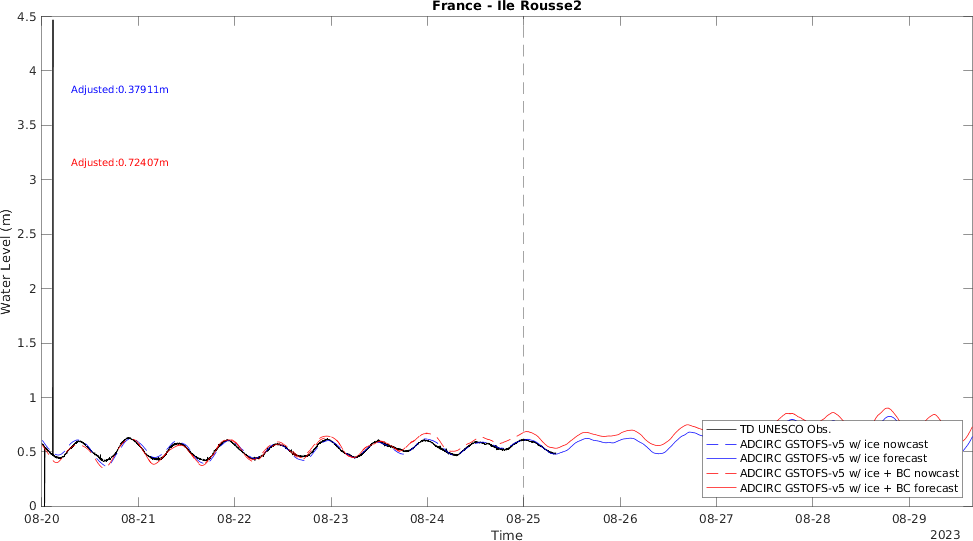 France - Ile Rousse2
4.5
4
3.5
3
2.5
2
1.5
1
0.5
0
Water Level (m)
Adjusted:0.37911m
Adjusted:0.72407m
TD UNESCO Obs.
ADCIRC GSTOFS-v5 w/ ice nowcast
ADCIRC GSTOFS-v5 w/ ice forecast
ADCIRC GSTOFS-v5 w/ ice + BC nowcast
ADCIRC GSTOFS-v5 w/ ice + BC forecast
08-20 08-21 08-22 08-23 08-24 08-25 08-26 08-27 08-28 08-29
Time
2023